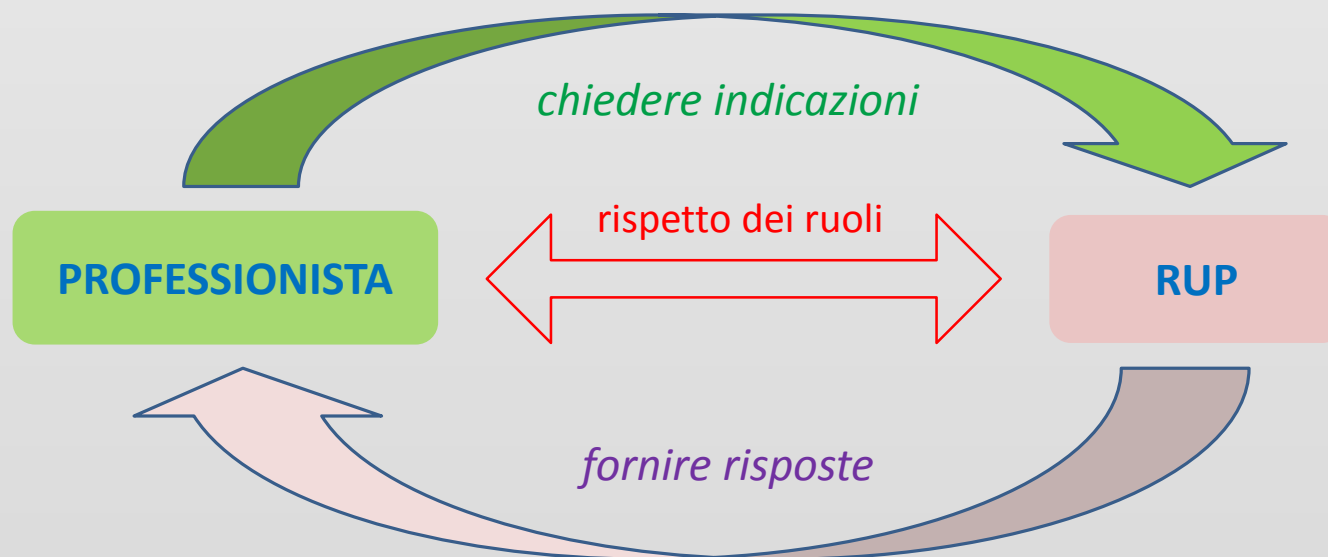 chiedere indicazioni
rispetto dei ruoli
PROFESSIONISTA
RUP
fornire risposte